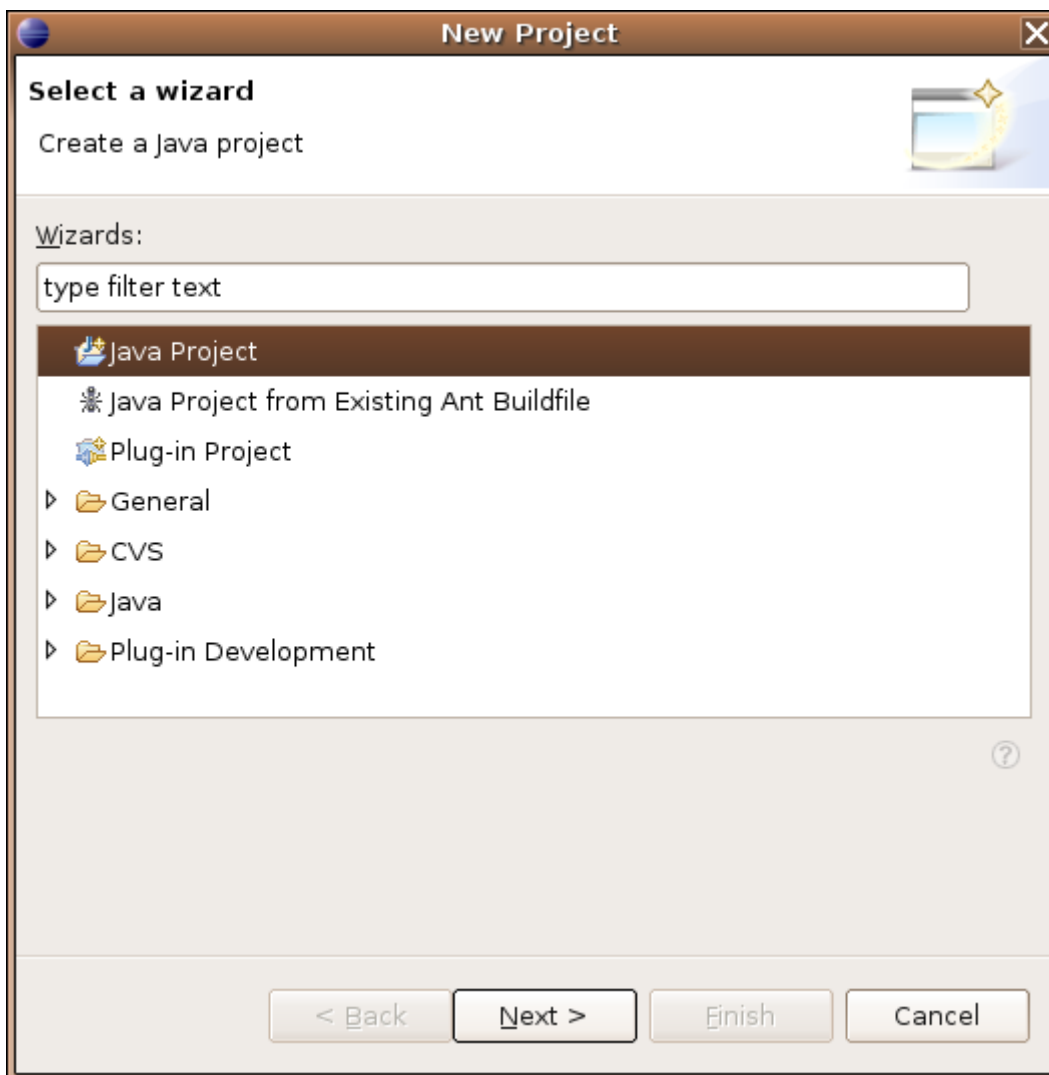 New Project
Select a wizard
Create a Java project
Wizards:
type filter text
Java Project
Java Project from Existing Ant Buildfile
Plug-in Project
General
CVS
Java
Plug-in Development
?
< Back Next > Finish Cancel